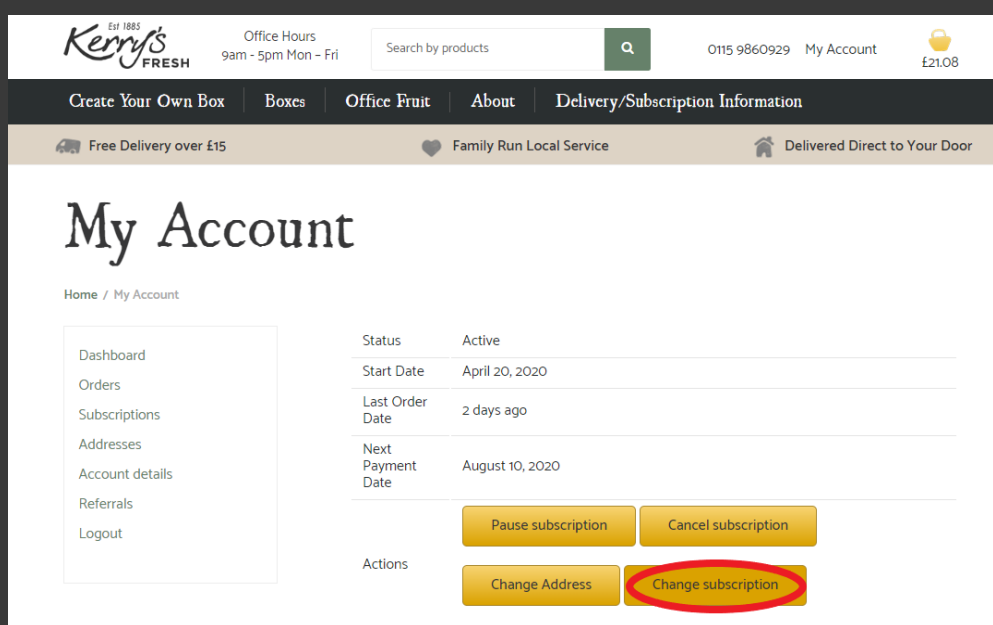 Est 1885
Kerry's
FRESH
Office Hours
9am - 5pm Mon – Fri
Search by products
0115 9860929 My Account
£21.08
Create Your Own Box Boxes Office Fruit About Delivery/Subscription Information
Free Delivery over £15 Family Run Local Service Delivered Direct to Your Door
My Account
Home / My Account
Dashboard
Orders
Subscriptions
Addresses
Account details
Referrals
Logout
Status Active
Start Date April 20, 2020
Last Order
Date
2 days ago
Next
Payment
Date
August 10, 2020
Actions
Pause subscription Cancel subscription
Change Address Change subscription